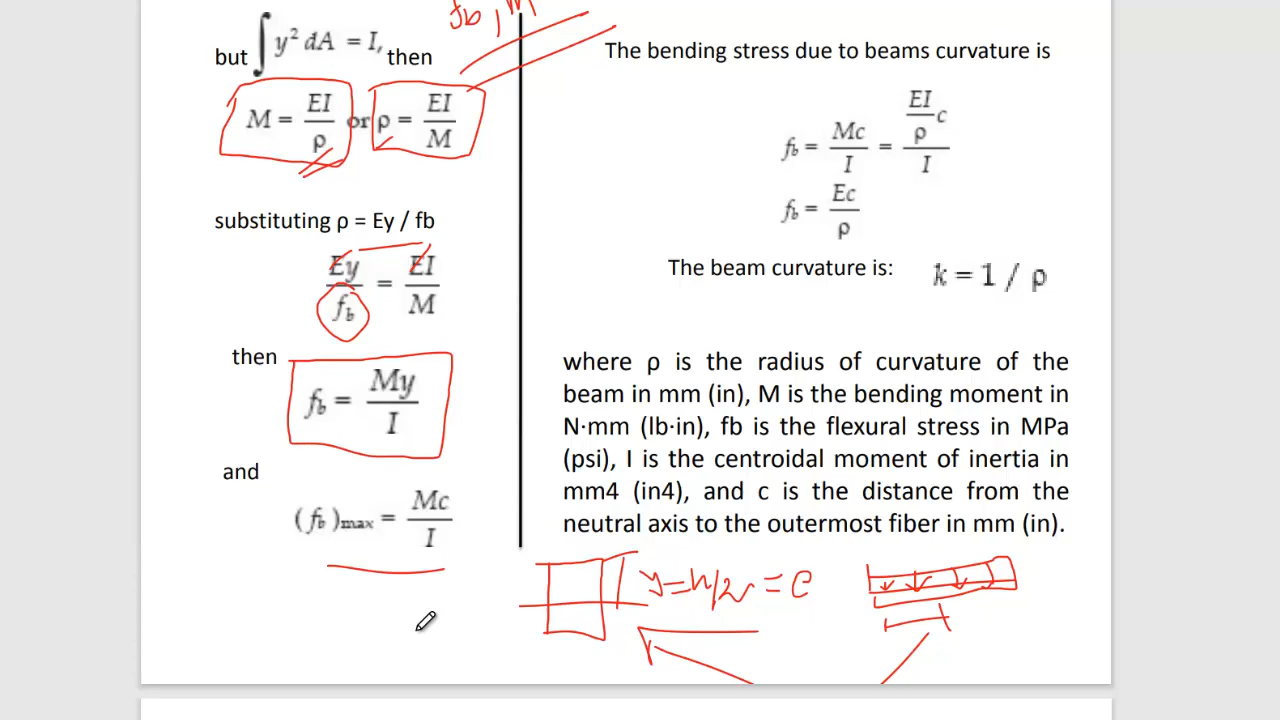 fb , M
but ∫ y² dA = I, then
M = EI / ρ or ρ = EI / M
substituting ρ = Ey / fb
Ey / fb = EI / M
then
fb = My / I
and
(fb)max = Mc / I
The bending stress due to beams curvature is
fb = Mc / I = (EI / ρ) c / I
fb = Ec / ρ
The beam curvature is: k = 1 / ρ
where ρ is the radius of curvature of the
beam in mm (in), M is the bending moment in
N·mm (lb·in), fb is the flexural stress in MPa
(psi), I is the centroidal moment of inertia in
mm4 (in4), and c is the distance from the
neutral axis to the outermost fiber in mm (in).
y = h/2 = c